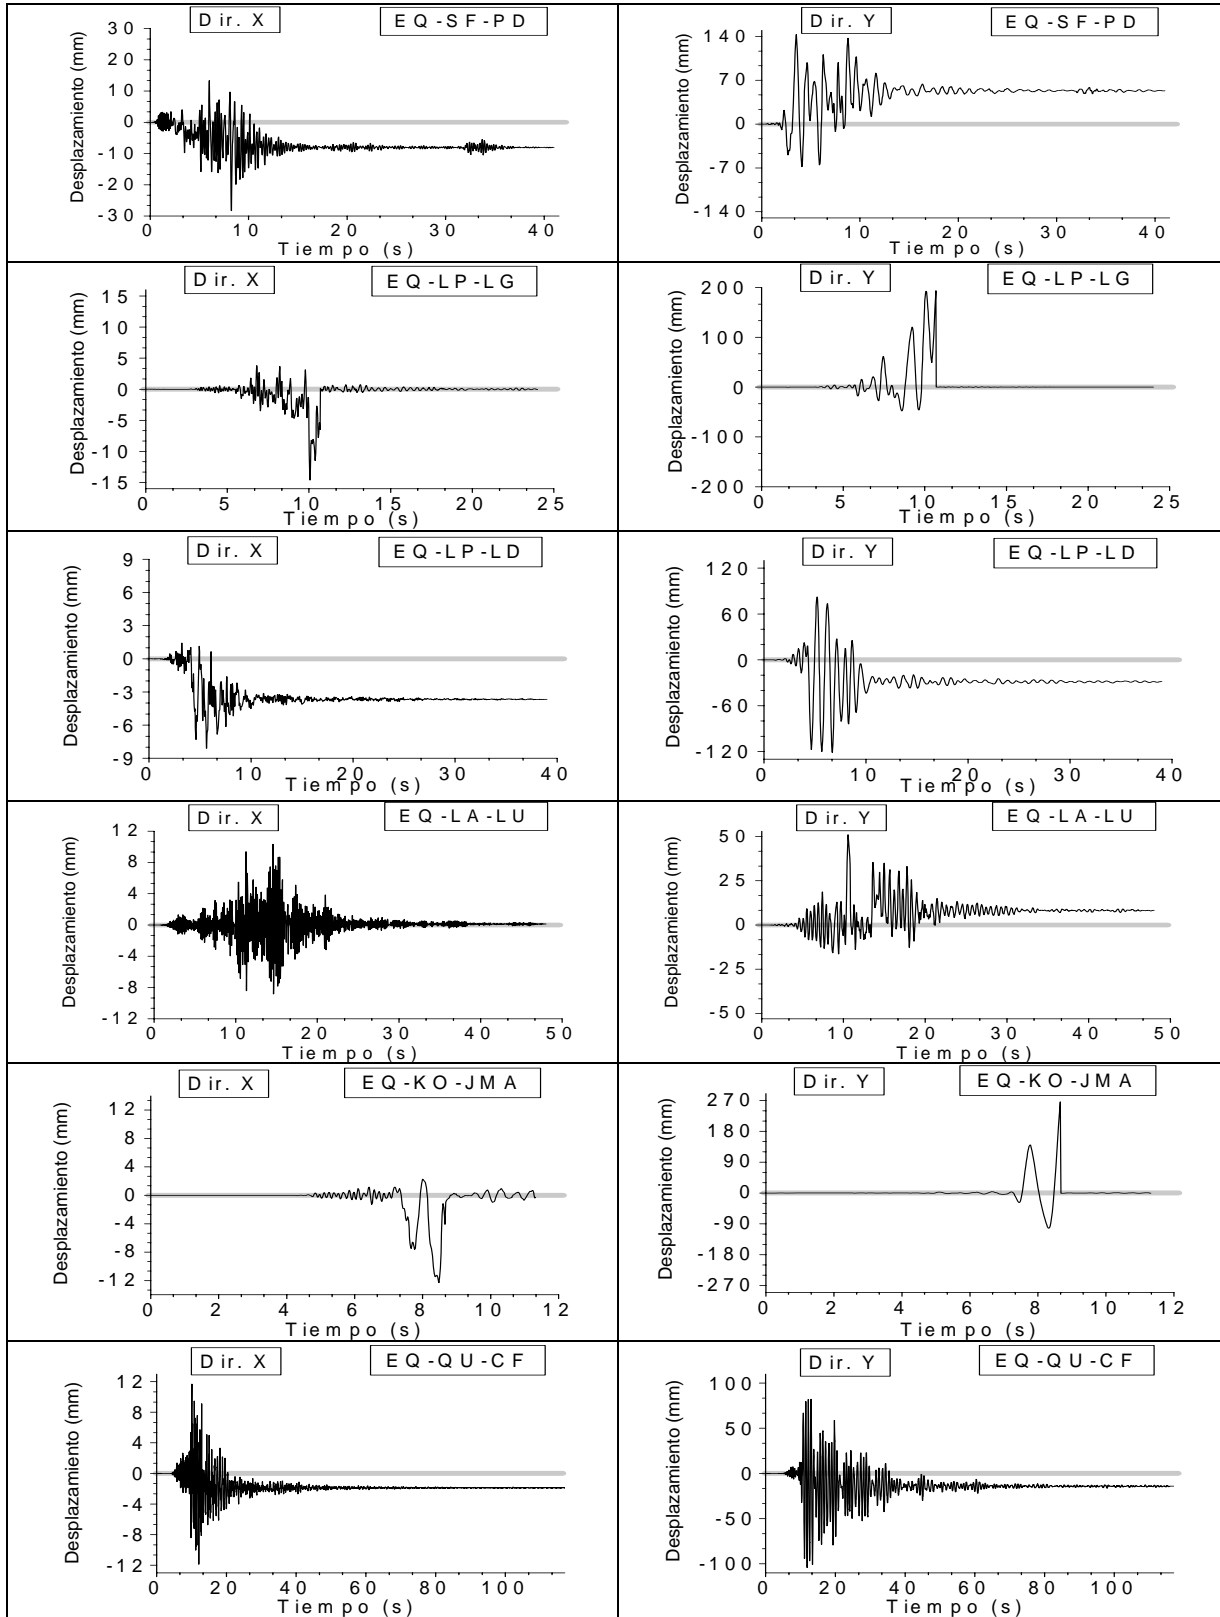 Dir. X
EQ-SF-PD
Desplazamiento (mm)
30
20
10
0
-10
-20
-30
0 10 20 30 40
Tiempo (s)
Dir. Y
EQ-SF-PD
Desplazamiento (mm)
140
70
0
-70
-140
0 10 20 30 40
Tiempo (s)
Dir. X
EQ-LP-LG
Desplazamiento (mm)
15
10
5
0
-5
-10
-15
0 5 10 15 20 25
Tiempo (s)
Dir. Y
EQ-LP-LG
Desplazamiento (mm)
200
100
0
-100
-200
0 5 10 15 20 25
Tiempo (s)
Dir. X
EQ-LP-LD
Desplazamiento (mm)
9
6
3
0
-3
-6
-9
0 10 20 30 40
Tiempo (s)
Dir. Y
EQ-LP-LD
Desplazamiento (mm)
120
60
0
-60
-120
0 10 20 30 40
Tiempo (s)
Dir. X
EQ-LA-LU
Desplazamiento (mm)
12
8
4
0
-4
-8
-12
0 10 20 30 40 50
Tiempo (s)
Dir. Y
EQ-LA-LU
Desplazamiento (mm)
50
25
0
-25
-50
0 10 20 30 40 50
Tiempo (s)
Dir. X
EQ-KO-JMA
Desplazamiento (mm)
12
8
4
0
-4
-8
-12
0 2 4 6 8 10 12
Tiempo (s)
Dir. Y
EQ-KO-JMA
Desplazamiento (mm)
270
180
90
0
-90
-180
-270
0 2 4 6 8 10 12
Tiempo (s)
Dir. X
EQ-QU-CF
Desplazamiento (mm)
12
8
4
0
-4
-8
-12
0 20 40 60 80 100
Tiempo (s)
Dir. Y
EQ-QU-CF
Desplazamiento (mm)
100
50
0
-50
-100
0 20 40 60 80 100
Tiempo (s)